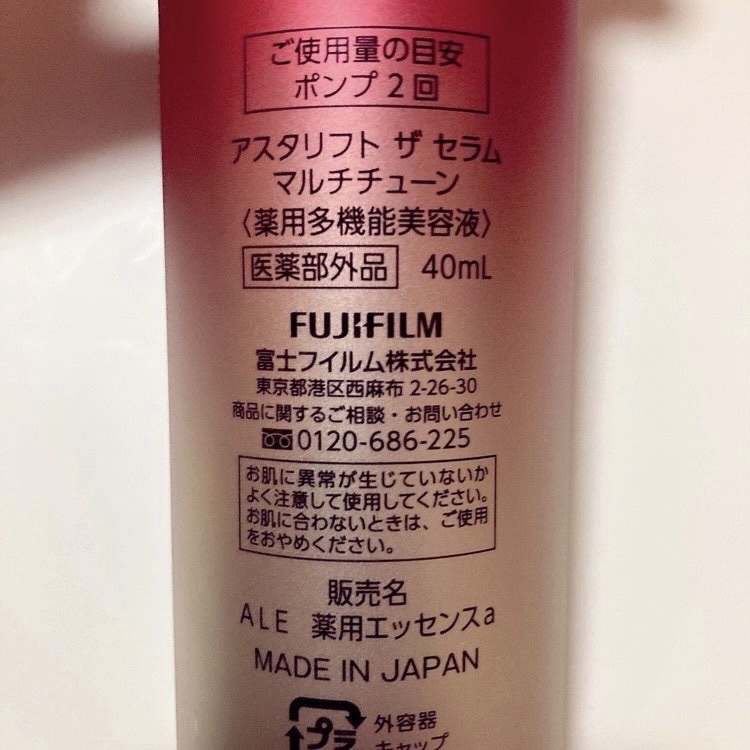 ご使用量の目安
ポンプ2回
アスタリフト ザ セラム
マルチチューン
〈薬用多機能美容液〉
医薬部外品 40mL
FUJIFILM
富士フイルム株式会社
東京都港区西麻布 2-26-30
商品に関するご相談・お問い合わせ
0120-686-225
お肌に異常が生じていないか
よく注意して使用してください。
お肌に合わないときは、ご使用
をおやめください。
販売名
ALE 薬用エッセンスa
MADE IN JAPAN
プラ 外容器
キャップ